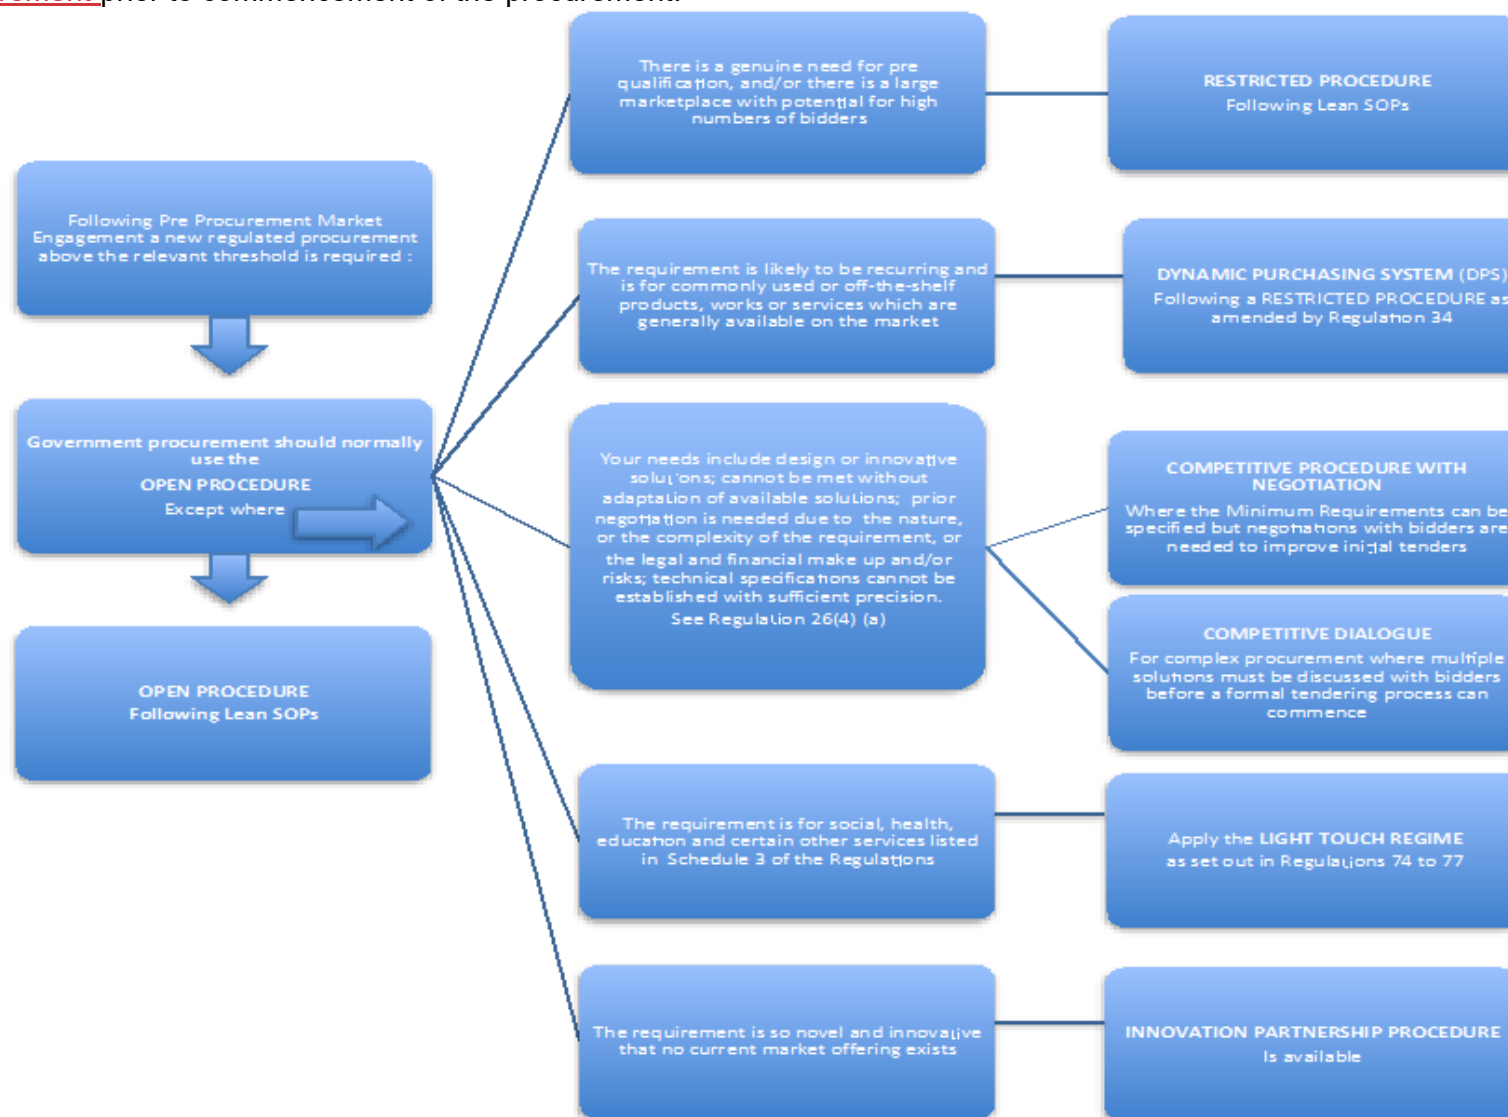 rement prior to commencement of the procurement.
Following Pre Procurement Market
Engagement a new regulated procurement
above the relevant threshold is required :
Government procurement should normally
use the
OPEN PROCEDURE
Except where
OPEN PROCEDURE
Following Lean SOPs
There is a genuine need for pre
qualification, and/or there is a large
marketplace with potential for high
numbers of bidders
RESTRICTED PROCEDURE
Following Lean SOPs
The requirement is likely to be recurring and
is for commonly used or off-the-shelf
products, works or services which are
generally available on the market
DYNAMIC PURCHASING SYSTEM (DPS)
Following a RESTRICTED PROCEDURE as
amended by Regulation 34
Your needs include design or innovative
solutions; cannot be met without
adaptation of available solutions; prior
negotiation is needed due to the nature,
or the complexity of the requirement, or
the legal and financial make up and/or
risks; technical specifications cannot be
established with sufficient precision.
See Regulation 26(4) (a)
COMPETITIVE PROCEDURE WITH
NEGOTIATION
Where the Minimum Requirements can be
specified but negotiations with bidders are
needed to improve initial tenders
COMPETITIVE DIALOGUE
For complex procurement where multiple
solutions must be discussed with bidders
before a formal tendering process can
commence
The requirement is for social, health,
education and certain other services listed
in Schedule 3 of the Regulations
Apply the LIGHT TOUCH REGIME
as set out in Regulations 74 to 77
The requirement is so novel and innovative
that no current market offering exists
INNOVATION PARTNERSHIP PROCEDURE
Is available